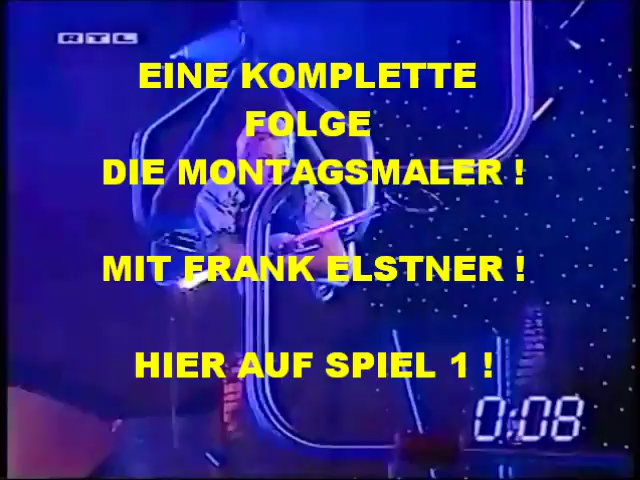 RTL
EINE KOMPLETTE
FOLGE
DIE MONTAGSMALER !
MIT FRANK ELSTNER !
HIER AUF SPIEL 1 !
0:08